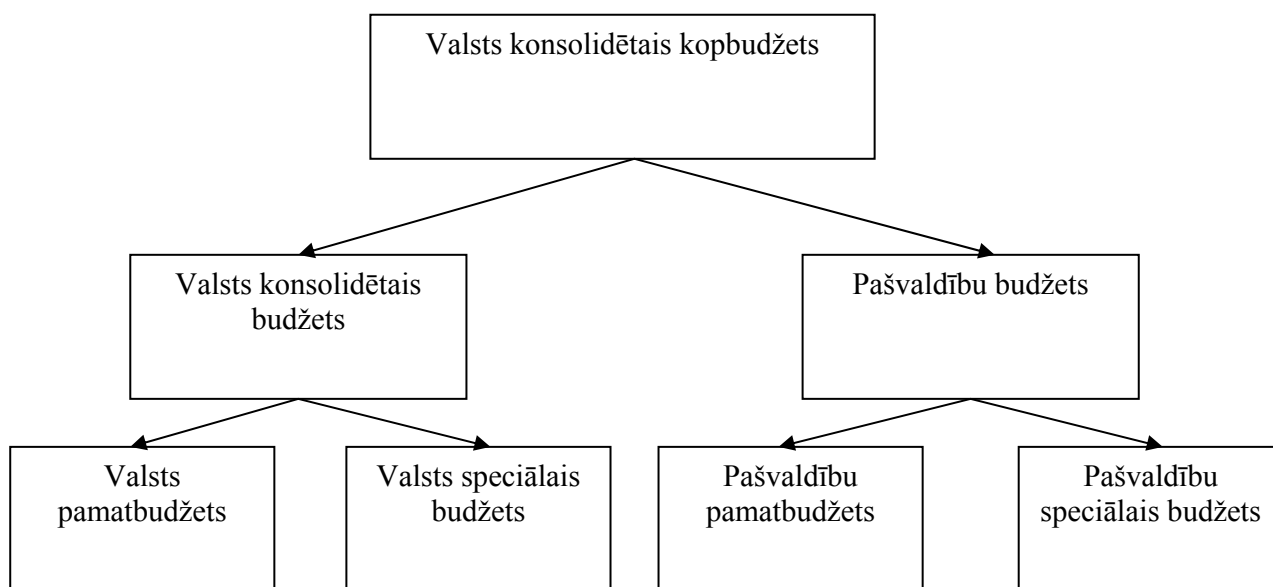 Valsts konsolidētais kopbudžets
Valsts konsolidētais
budžets
Pašvaldību budžets
Valsts
pamatbudžets
Valsts speciālais
budžets
Pašvaldību
pamatbudžets
Pašvaldību
speciālais budžets